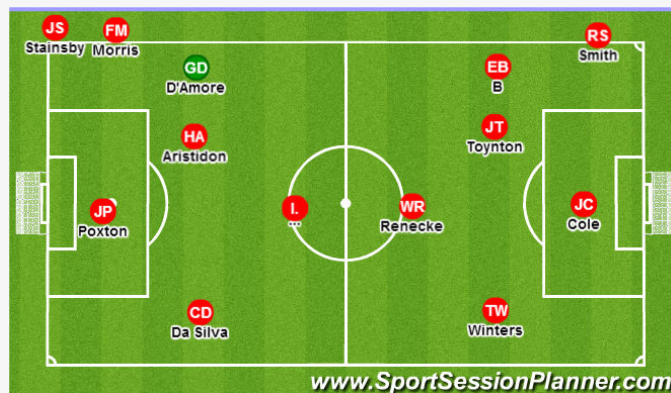 JS
Stainsby
FM
Morris
RS
Smith
GD
D'Amore
EB
B
HA
Aristidon
JT
Toynton
JP
Poxton
I.
...
WR
Renecke
JC
Cole
CD
Da Silva
TW
Winters
www.SportSessionPlanner.com